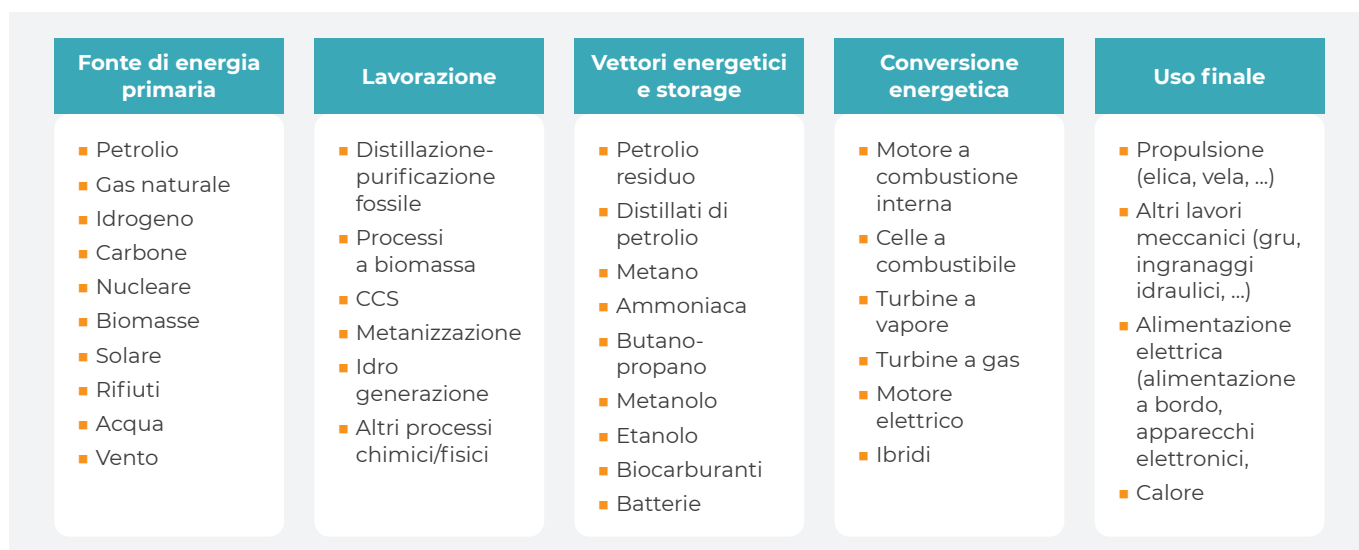 Fonte di energia
primaria
Petrolio
Gas naturale
Idrogeno
Carbone
Nucleare
Biomasse
Solare
Rifiuti
Acqua
Vento
Lavorazione
Distillazione-
purificazione
fossile
Processi
a biomassa
CCS
Metanizzazione
Idro
generazione
Altri processi
chimici/fisici
Vettori energetici
e storage
Petrolio
residuo
Distillati di
petrolio
Metano
Ammoniaca
Butano-
propano
Metanolo
Etanolo
Biocarburanti
Batterie
Conversione
energetica
Motore a
combustione
interna
Celle a
combustibile
Turbine a
vapore
Turbine a gas
Motore
elettrico
Ibridi
Uso finale
Propulsione
(elica, vela, ...)
Altri lavori
meccanici (gru,
ingranaggi
idraulici, ...)
Alimentazione
elettrica
(alimentazione
a bordo,
apparecchi
elettronici,
Calore